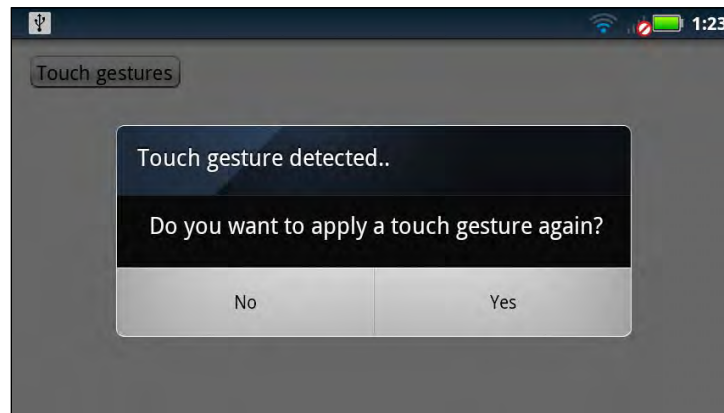 1:23
Touch gestures
Touch gesture detected..
Do you want to apply a touch gesture again?
No
Yes